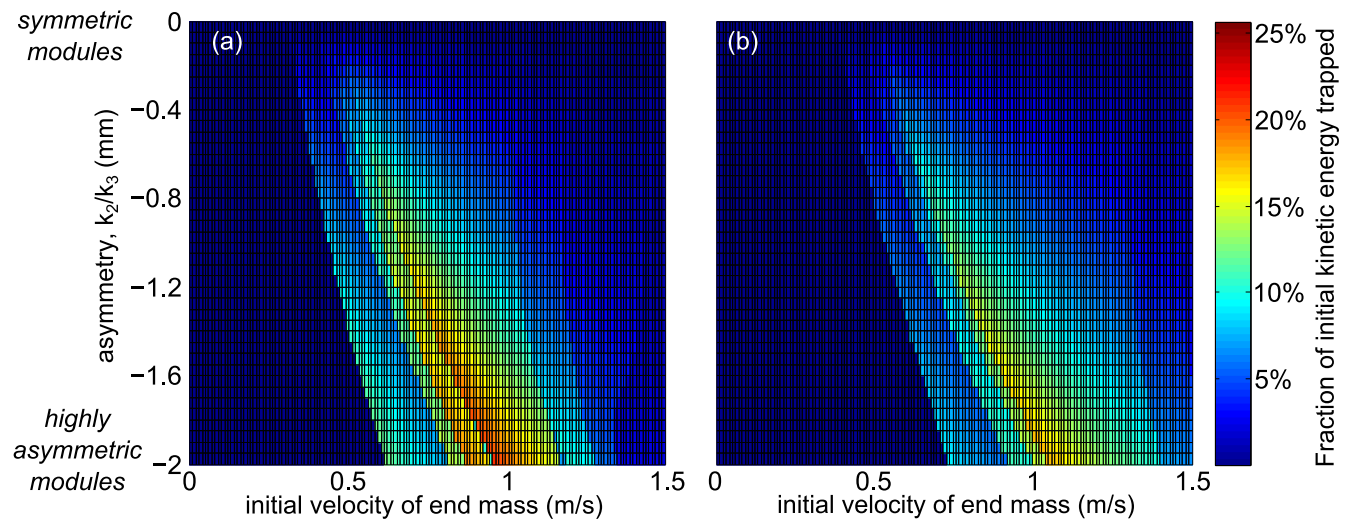 symmetric
modules
0
−0.4
−0.8
−1.2
−1.6
−2
asymmetry, k2/k3 (mm)
highly
asymmetric
modules
(a)
0
0.5
1
1.5
initial velocity of end mass (m/s)
(b)
0.5
1
1.5
initial velocity of end mass (m/s)
25%
20%
15%
10%
5%
Fraction of initial kinetic energy trapped